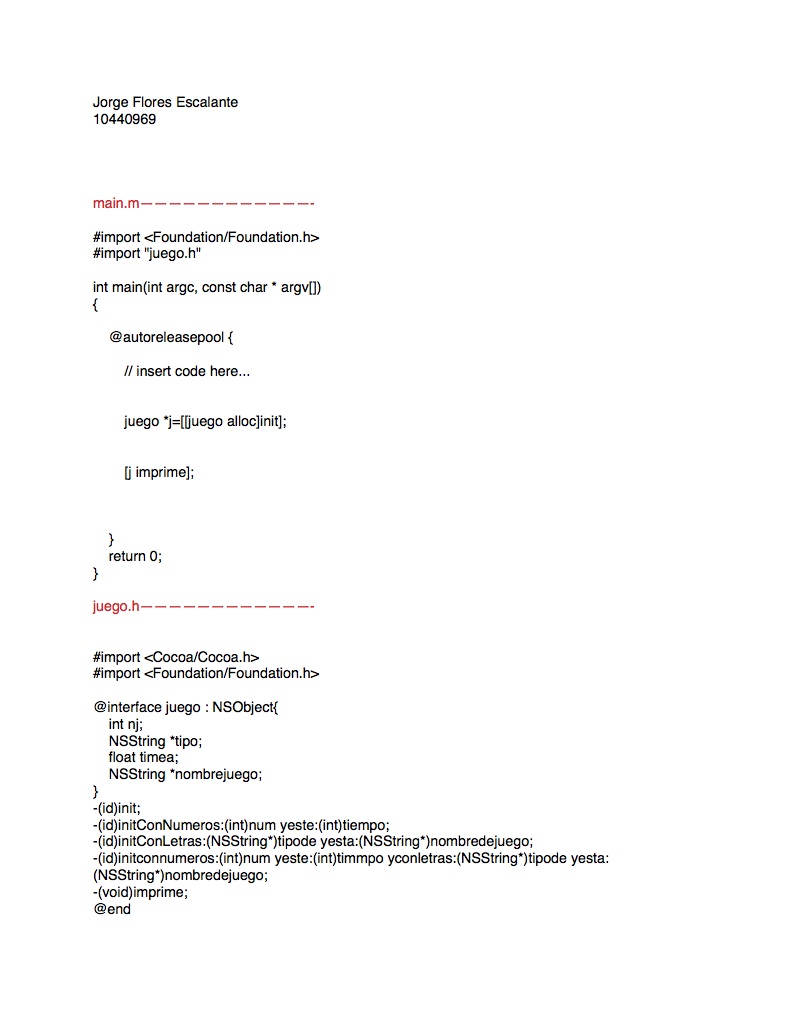 Jorge Flores Escalante
10440969
main.m————————————-
#import <Foundation/Foundation.h>
#import "juego.h"
int main(int argc, const char * argv[])
{
@autoreleasepool {
// insert code here...
juego *j=[[juego alloc]init];
[j imprime];
}
return 0;
}
juego.h————————————-
#import <Cocoa/Cocoa.h>
#import <Foundation/Foundation.h>
@interface juego : NSObject{
int nj;
NSString *tipo;
float timea;
NSString *nombrejuego;
}
-(id)init;
-(id)initConNumeros:(int)num yeste:(int)tiempo;
-(id)initConLetras:(NSString*)tipode yesta:(NSString*)nombredejuego;
-(id)initconnumeros:(int)num yeste:(int)timmpo yconletras:(NSString*)tipode yesta:
(NSString*)nombredejuego;
-(void)imprime;
@end